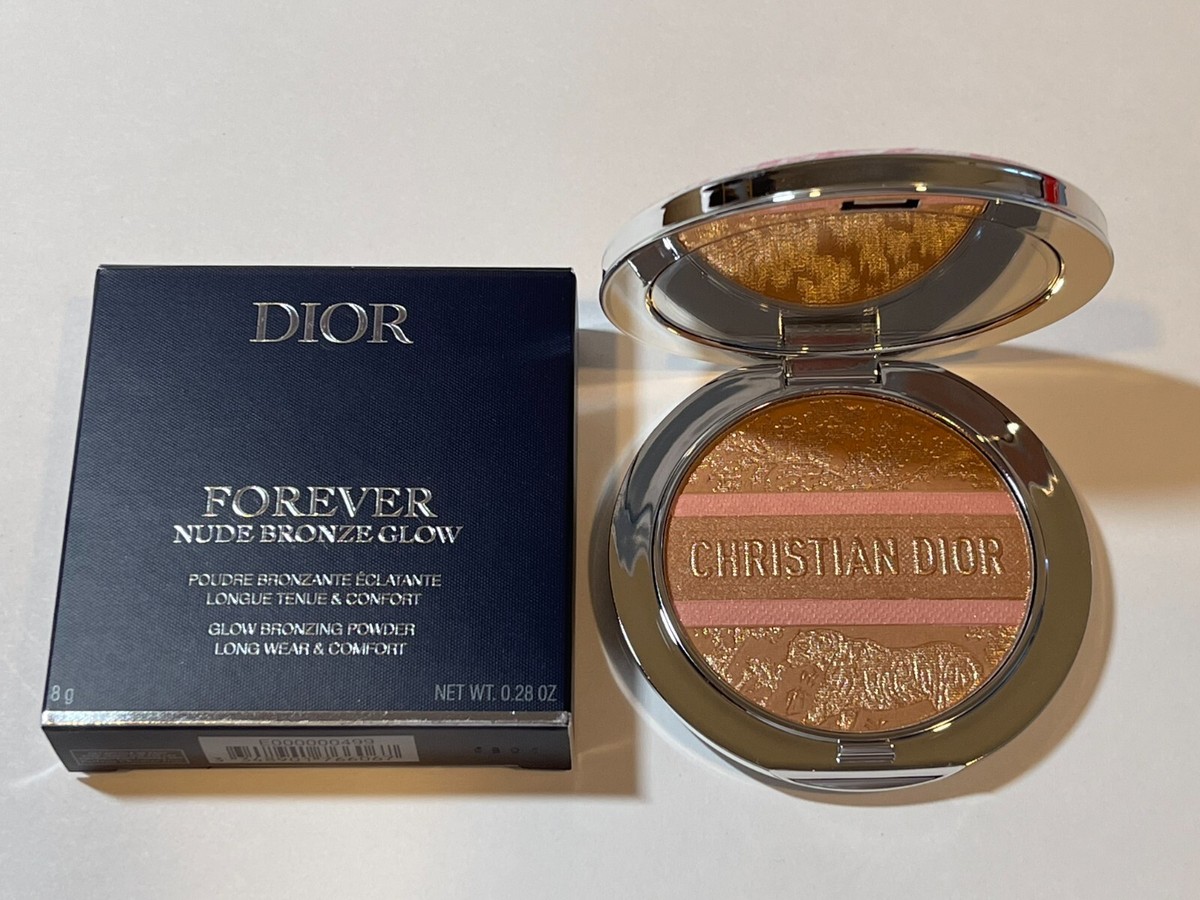 DIOR
FOREVER
NUDE BRONZE GLOW
POUDRE BRONZANTE ÉCLATANTE
LONGUE TENUE & CONFORT
GLOW BRONZING POWDER
LONG WEAR & COMFORT
8 g
NET WT. 0.28 OZ
E000000499
CHRISTIAN DIOR